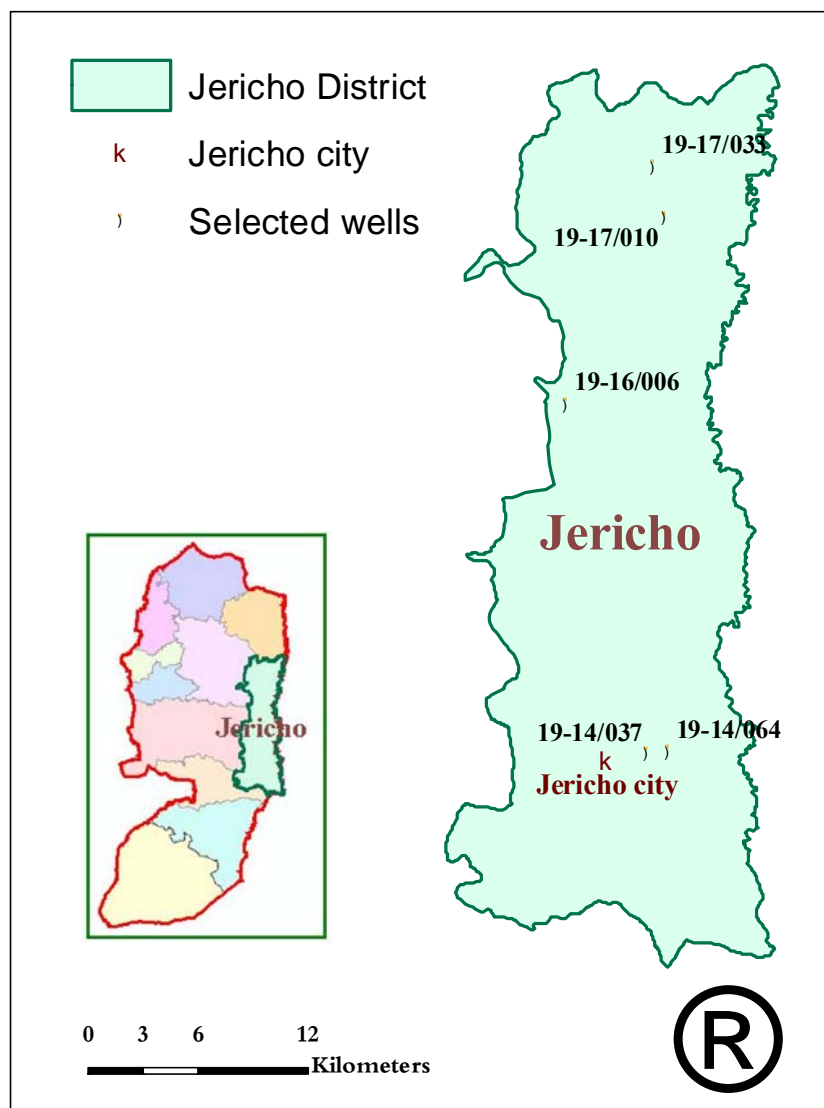 Jericho District
k Jericho city
Selected wells
19-17/033
19-17/010
19-16/006
Jericho
19-14/037
19-14/064
k
Jericho city
Jericho
0 3 6 12
Kilometers
®